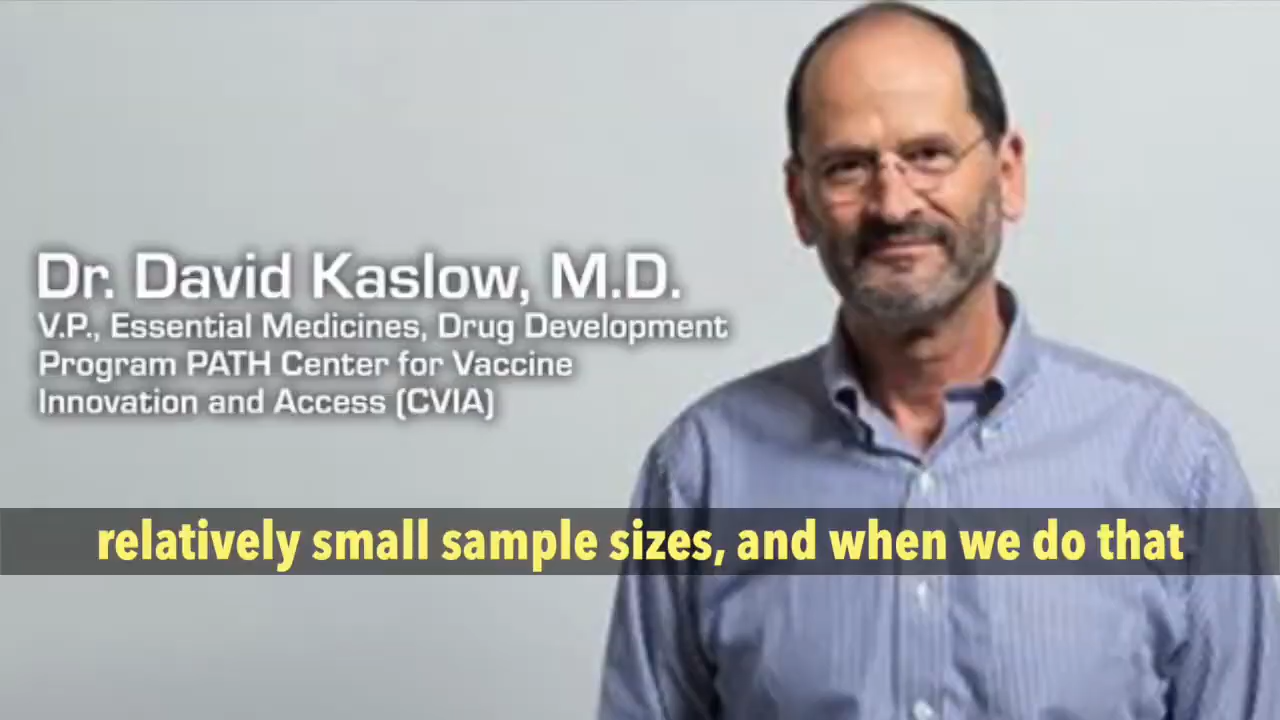 Dr. David Kaslow, M.D.
V.P., Essential Medicines, Drug Development
Program PATH Center for Vaccine
Innovation and Access (CVIA)
relatively small sample sizes, and when we do that